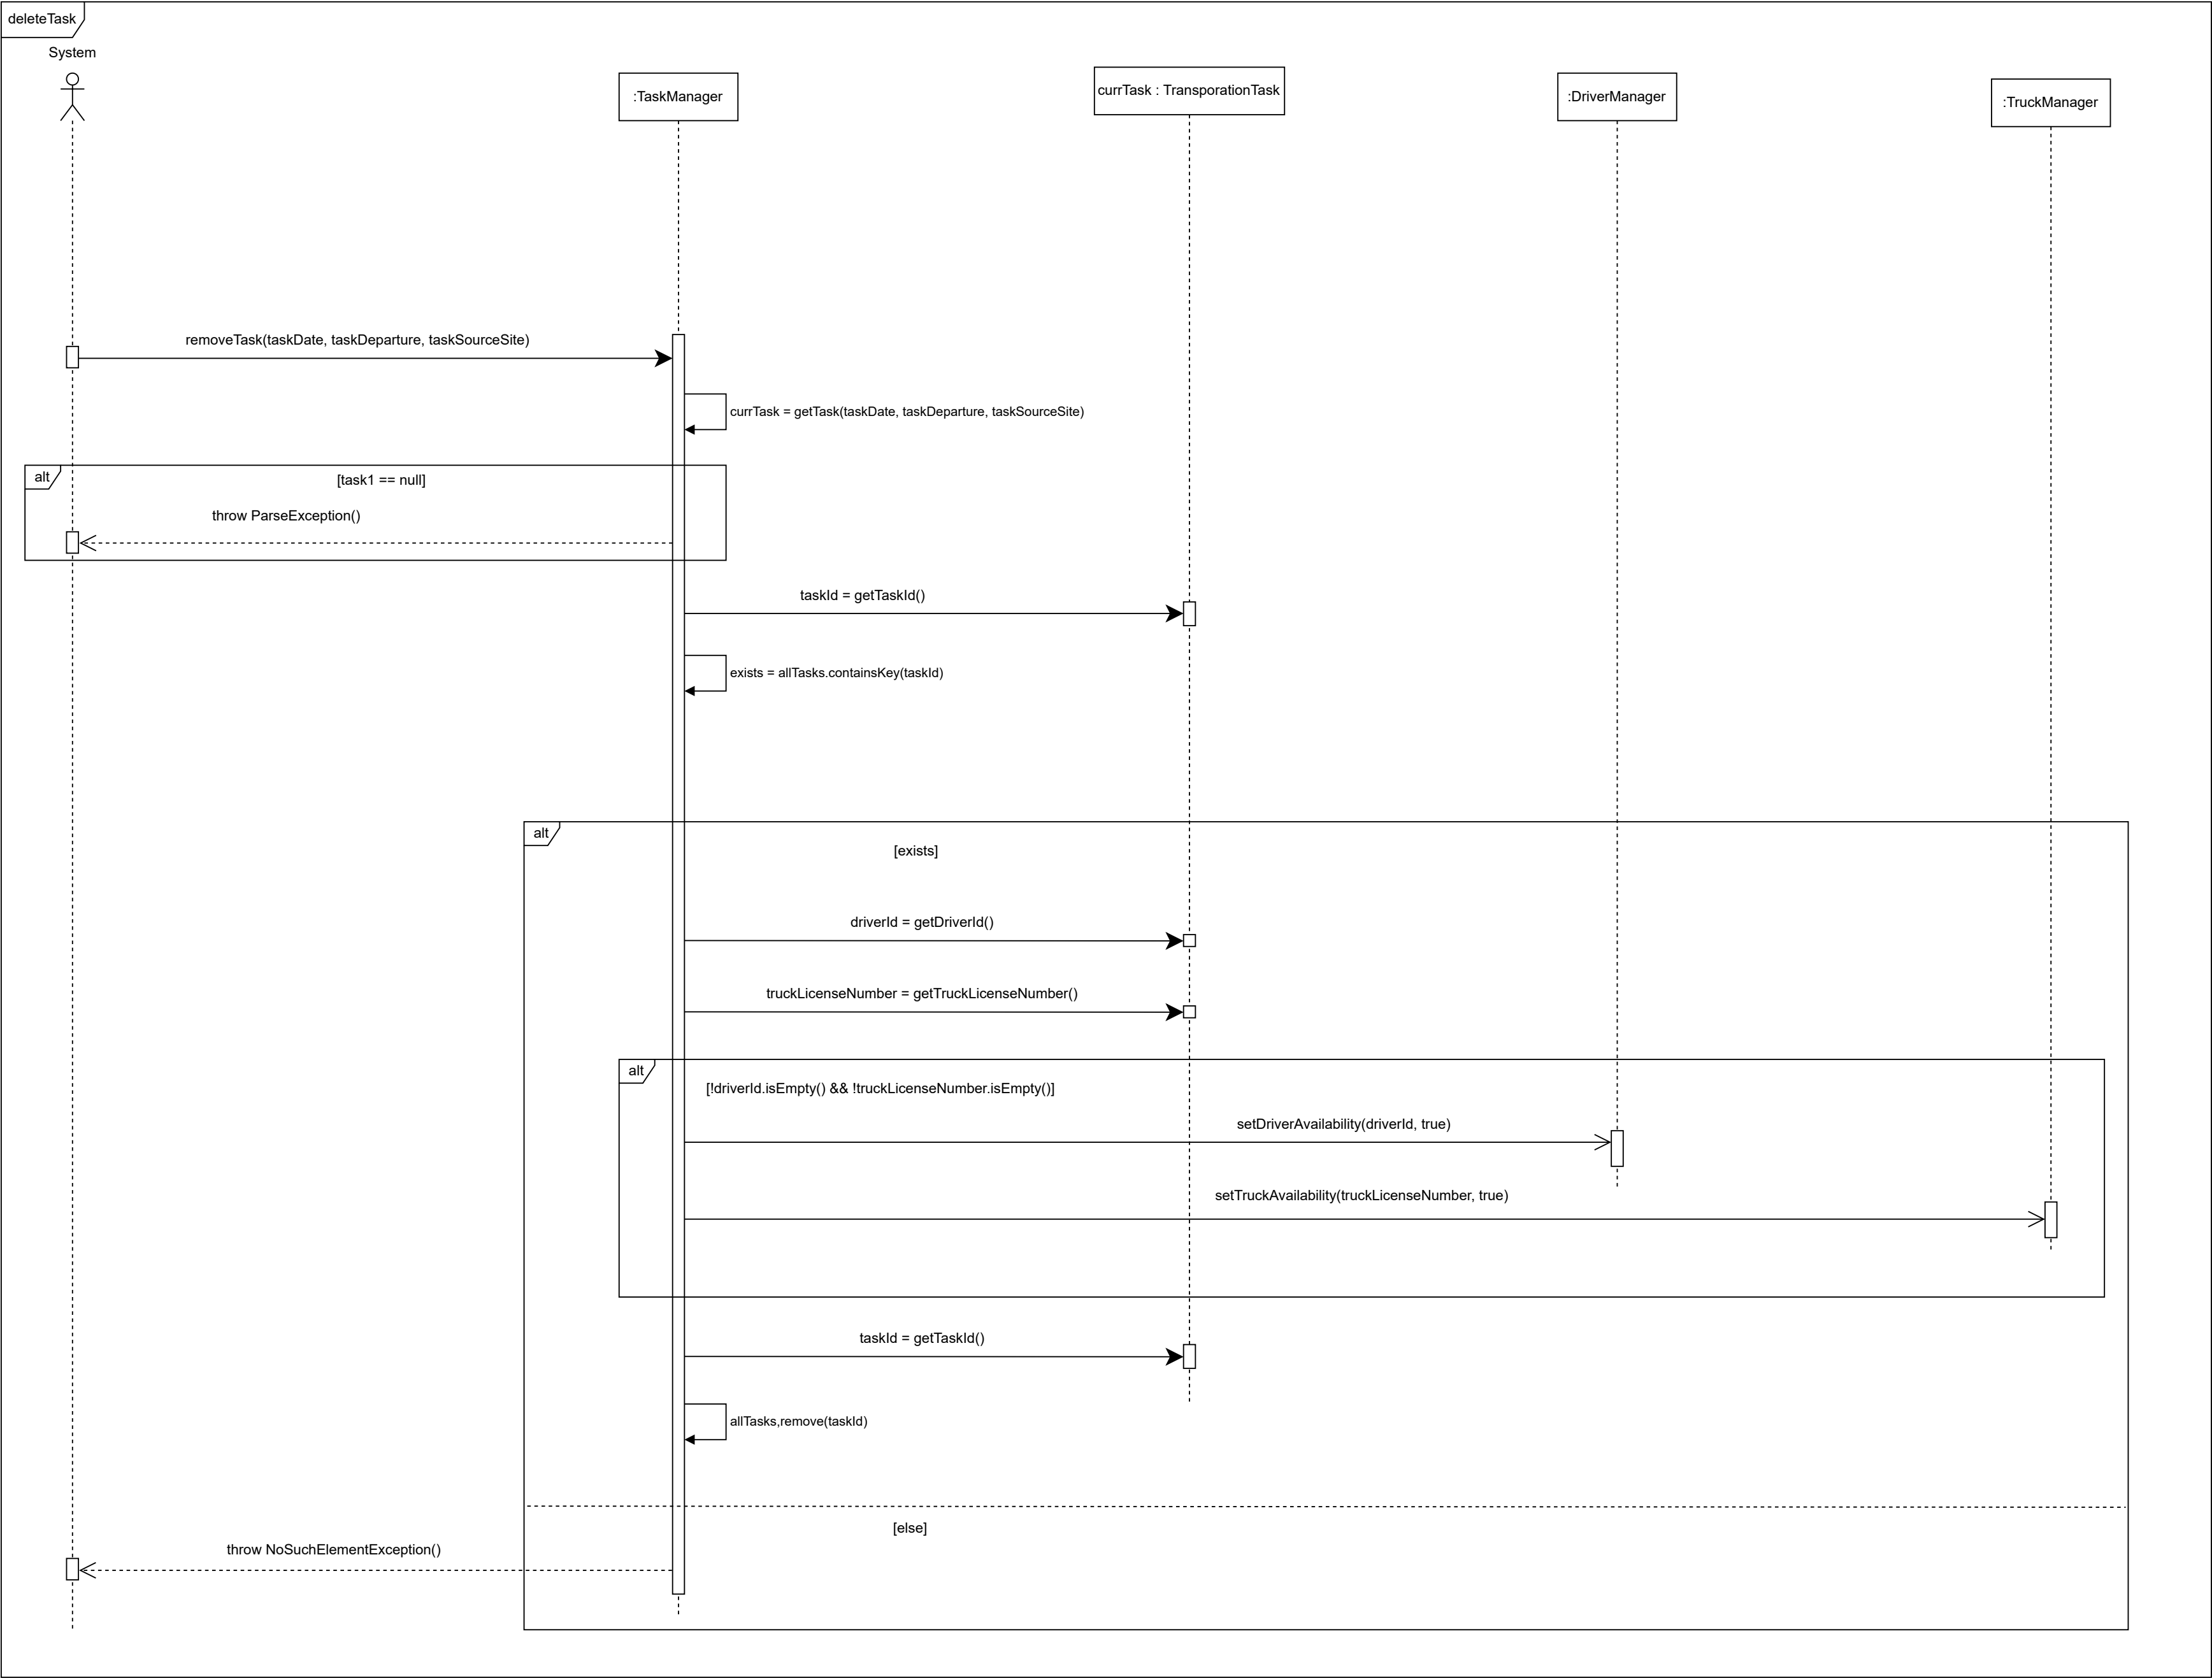 deleteTask
System
:TaskManager
currTask : TransporationTask
:DriverManager
:TruckManager
removeTask(taskDate, taskDeparture, taskSourceSite)
currTask = getTask(taskDate, taskDeparture, taskSourceSite)
alt
[task1 == null]
throw ParseException()
taskId = getTaskId()
exists = allTasks.containsKey(taskId)
alt
[exists]
driverId = getDriverId()
truckLicenseNumber = getTruckLicenseNumber()
alt
[!driverId.isEmpty() && !truckLicenseNumber.isEmpty()]
setDriverAvailability(driverId, true)
setTruckAvailability(truckLicenseNumber, true)
taskId = getTaskId()
allTasks,remove(taskId)
[else]
throw NoSuchElementException()